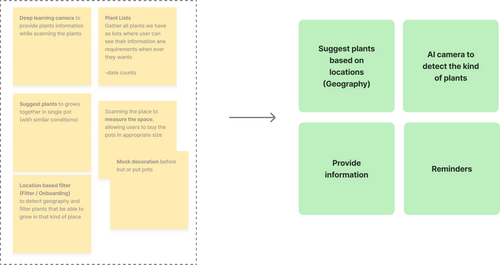 Deep learning camera to
provide plants information
while scanning the plants
Plant Lists
Gather all plants we have
as lists where user can
see their information ane
requirements when ever
they wants
-date counts
Suggest plants to grows
together in single pot
(with similar conditions)
Scanning the place to
measure the space,
allowing users to buy the
pots in appropriate size
Mock decoration before
but or put pots
Location based filter
(Filter / Onboarding)
to detect geography and
filter plants that be able to
grow in that kind of place
Suggest plants
based on
locations
(Geography)
AI camera to
detect the kind
of plants
Provide
information
Reminders